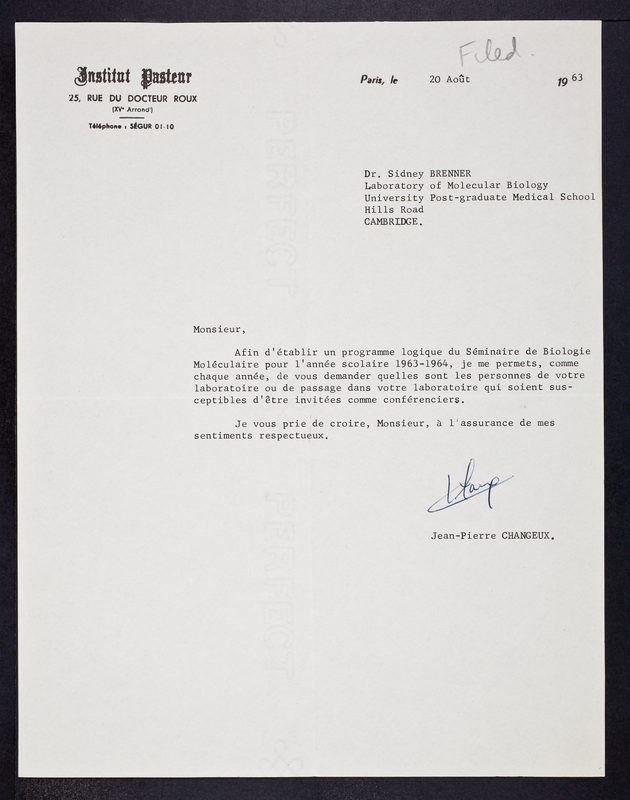 Filed.
Institut Pasteur
25, RUE DU DOCTEUR ROUX
(XVe Arrondt)
Téléphone : SÉGUR 01-10
Paris, le 20 Août 1963
Dr. Sidney BRENNER
Laboratory of Molecular Biology
University Post-graduate Medical School
Hills Road
CAMBRIDGE.
Monsieur,
Afin d'établir un programme logique du Séminaire de Biologie
Moléculaire pour l'année scolaire 1963-1964, je me permets, comme
chaque année, de vous demander quelles sont les personnes de votre
laboratoire ou de passage dans votre laboratoire qui soient sus-
ceptibles d'être invitées comme conférenciers.
Je vous prie de croire, Monsieur, à l'assurance de mes
sentiments respectueux.
Jean-Pierre CHANGEUX.